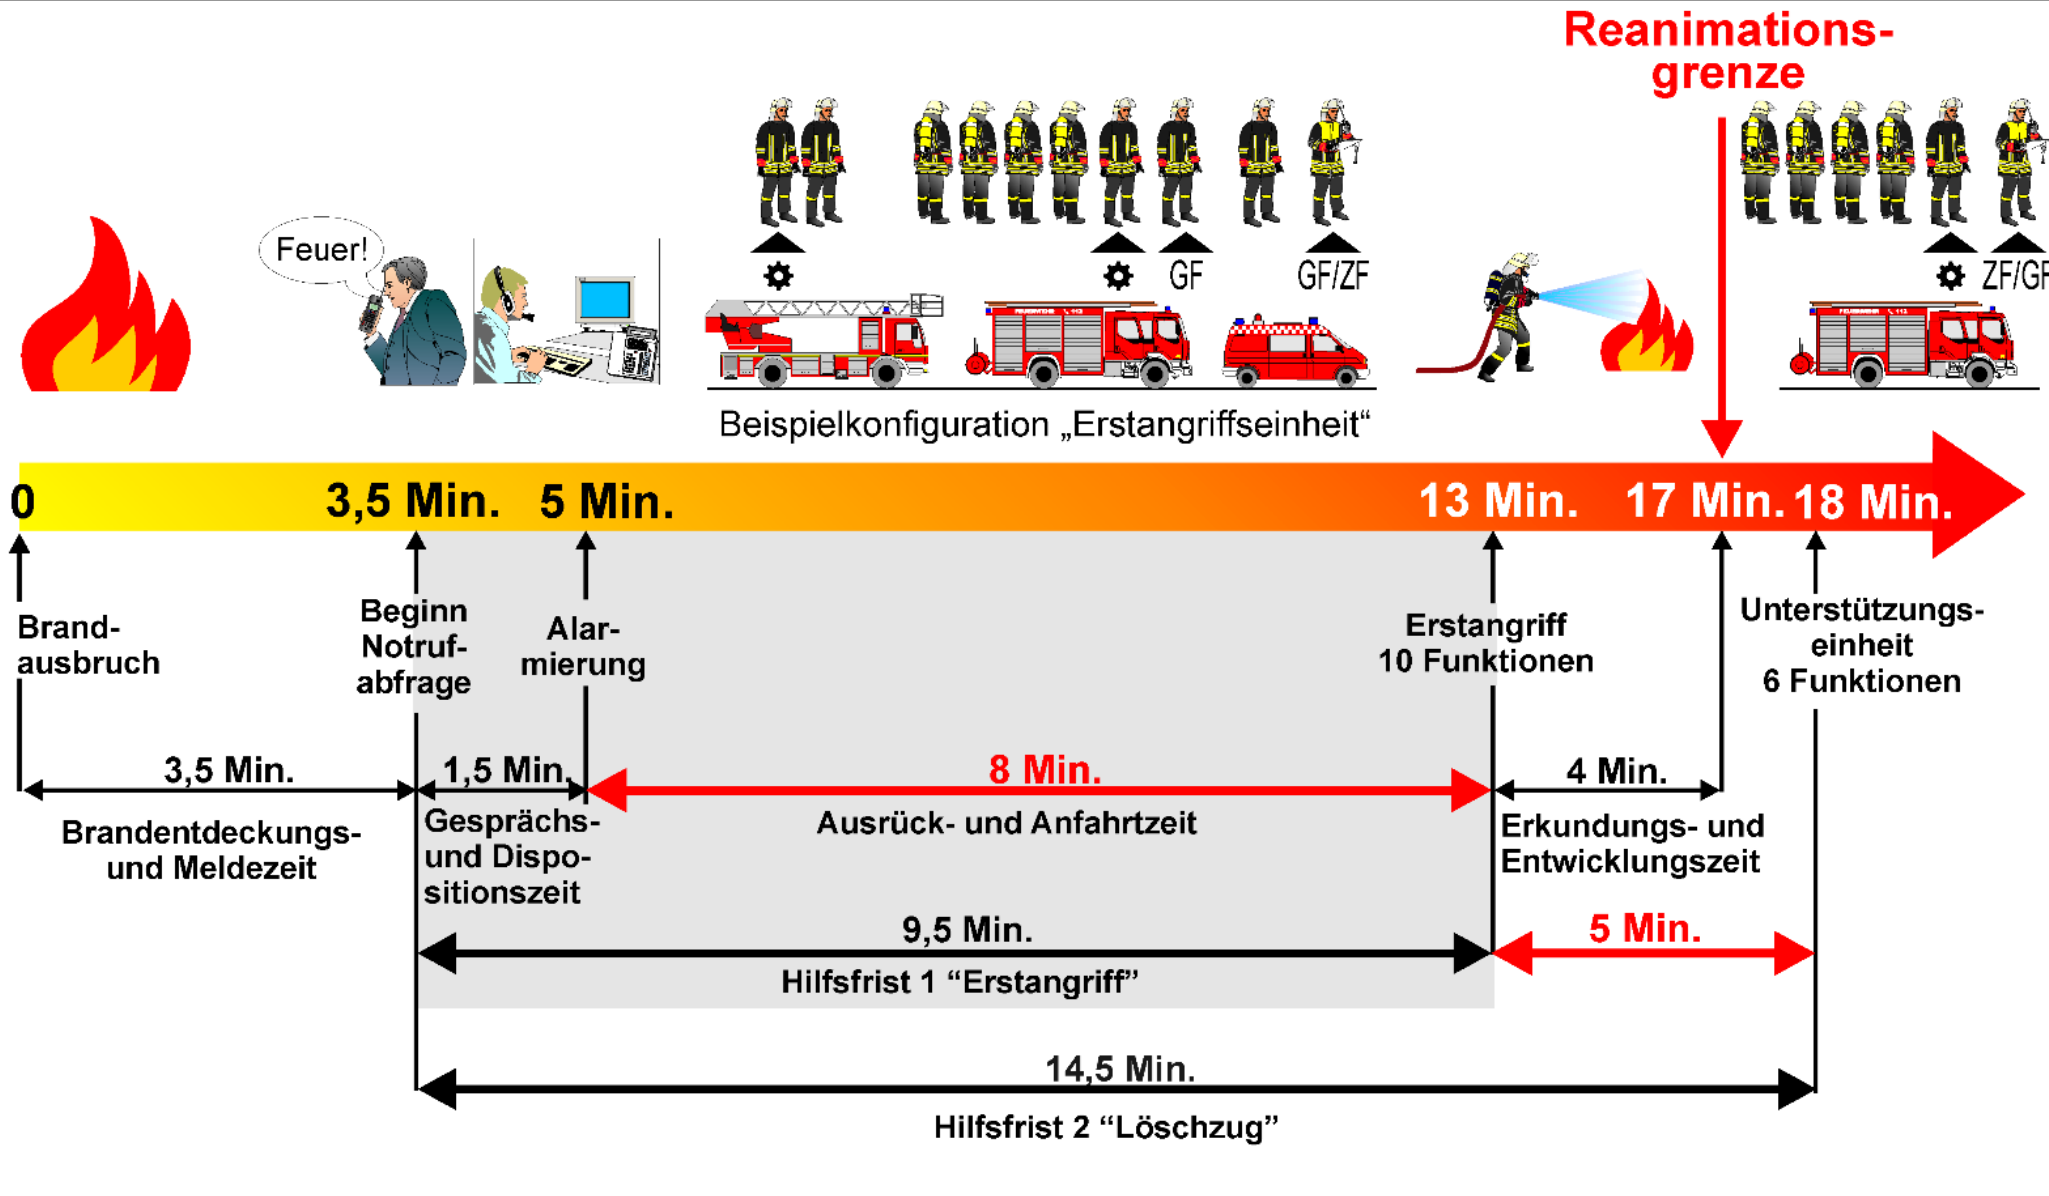 Reanimations-
grenze
Feuer!
GF
GF/ZF
ZF/GF
Beispielkonfiguration „Erstangriffseinheit“
0
3,5 Min.
5 Min.
13 Min.
17 Min.
18 Min.
Brand-
ausbruch
Beginn
Notruf-
abfrage
Alar-
mierung
Erstangriff
10 Funktionen
Unterstützungs-
einheit
6 Funktionen
3,5 Min.
Brandentdeckungs-
und Meldezeit
1,5 Min.
Gesprächs-
und Dispo-
sitionszeit
8 Min.
Ausrück- und Anfahrtzeit
4 Min.
Erkundungs- und
Entwicklungszeit
9,5 Min.
Hilfsfrist 1 “Erstangriff”
5 Min.
14,5 Min.
Hilfsfrist 2 “Löschzug”